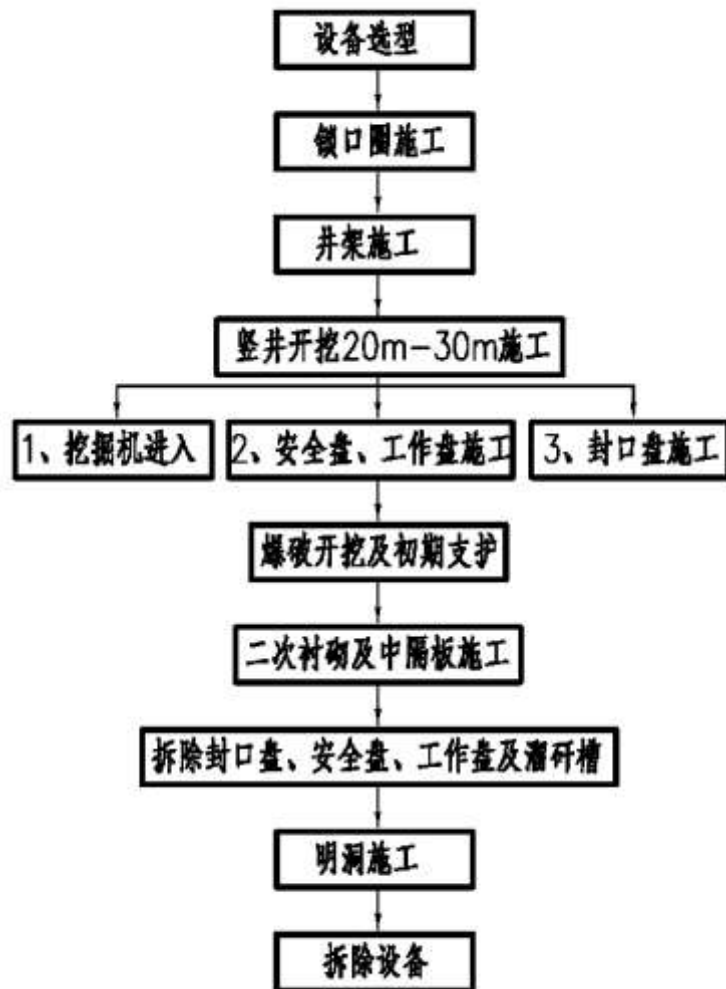 设备选型
锁口圈施工
井架施工
竖井开挖20m-30m施工
1、挖掘机进入
2、安全盘、工作盘施工
3、封口盘施工
爆破开挖及初期支护
二次衬砌及中隔板施工
拆除封口盘、安全盘、工作盘及溜矸槽
明洞施工
拆除设备